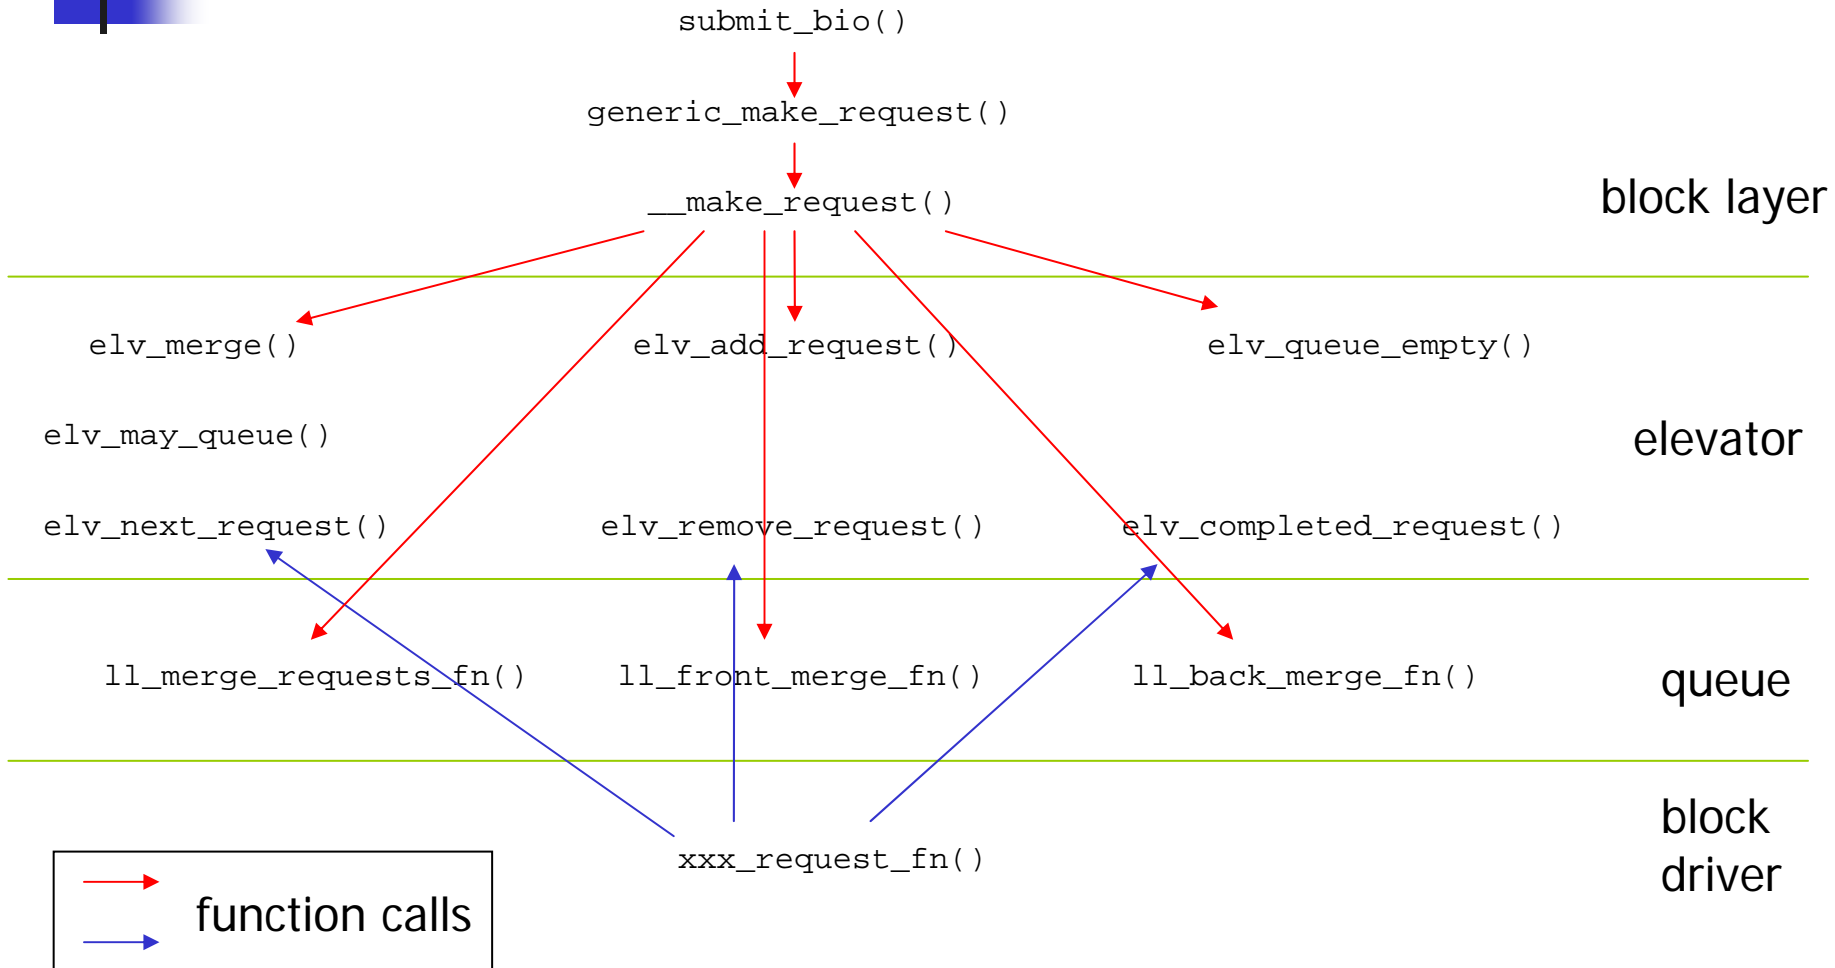 submit_bio()
generic_make_request()
__make_request()
block layer
elv_merge()
elv_add_request()
elv_queue_empty()
elv_may_queue()
elevator
elv_next_request()
elv_remove_request()
elv_completed_request()
ll_merge_requests_fn()
ll_front_merge_fn()
ll_back_merge_fn()
queue
xxx_request_fn()
block
driver
function calls